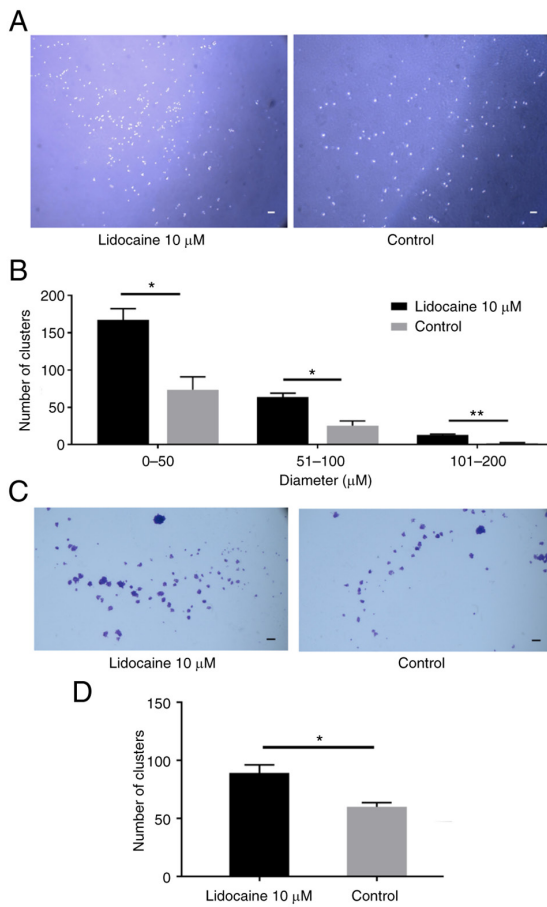 A
Lidocaine 10 μM
Control
B
Number of clusters
200
150
100
50
0
*
*
**
Lidocaine 10 μM
Control
0–50
51–100
101–200
Diameter (μM)
C
Lidocaine 10 μM
Control
D
Number of clusters
150
100
50
0
*
Lidocaine 10 μM
Control